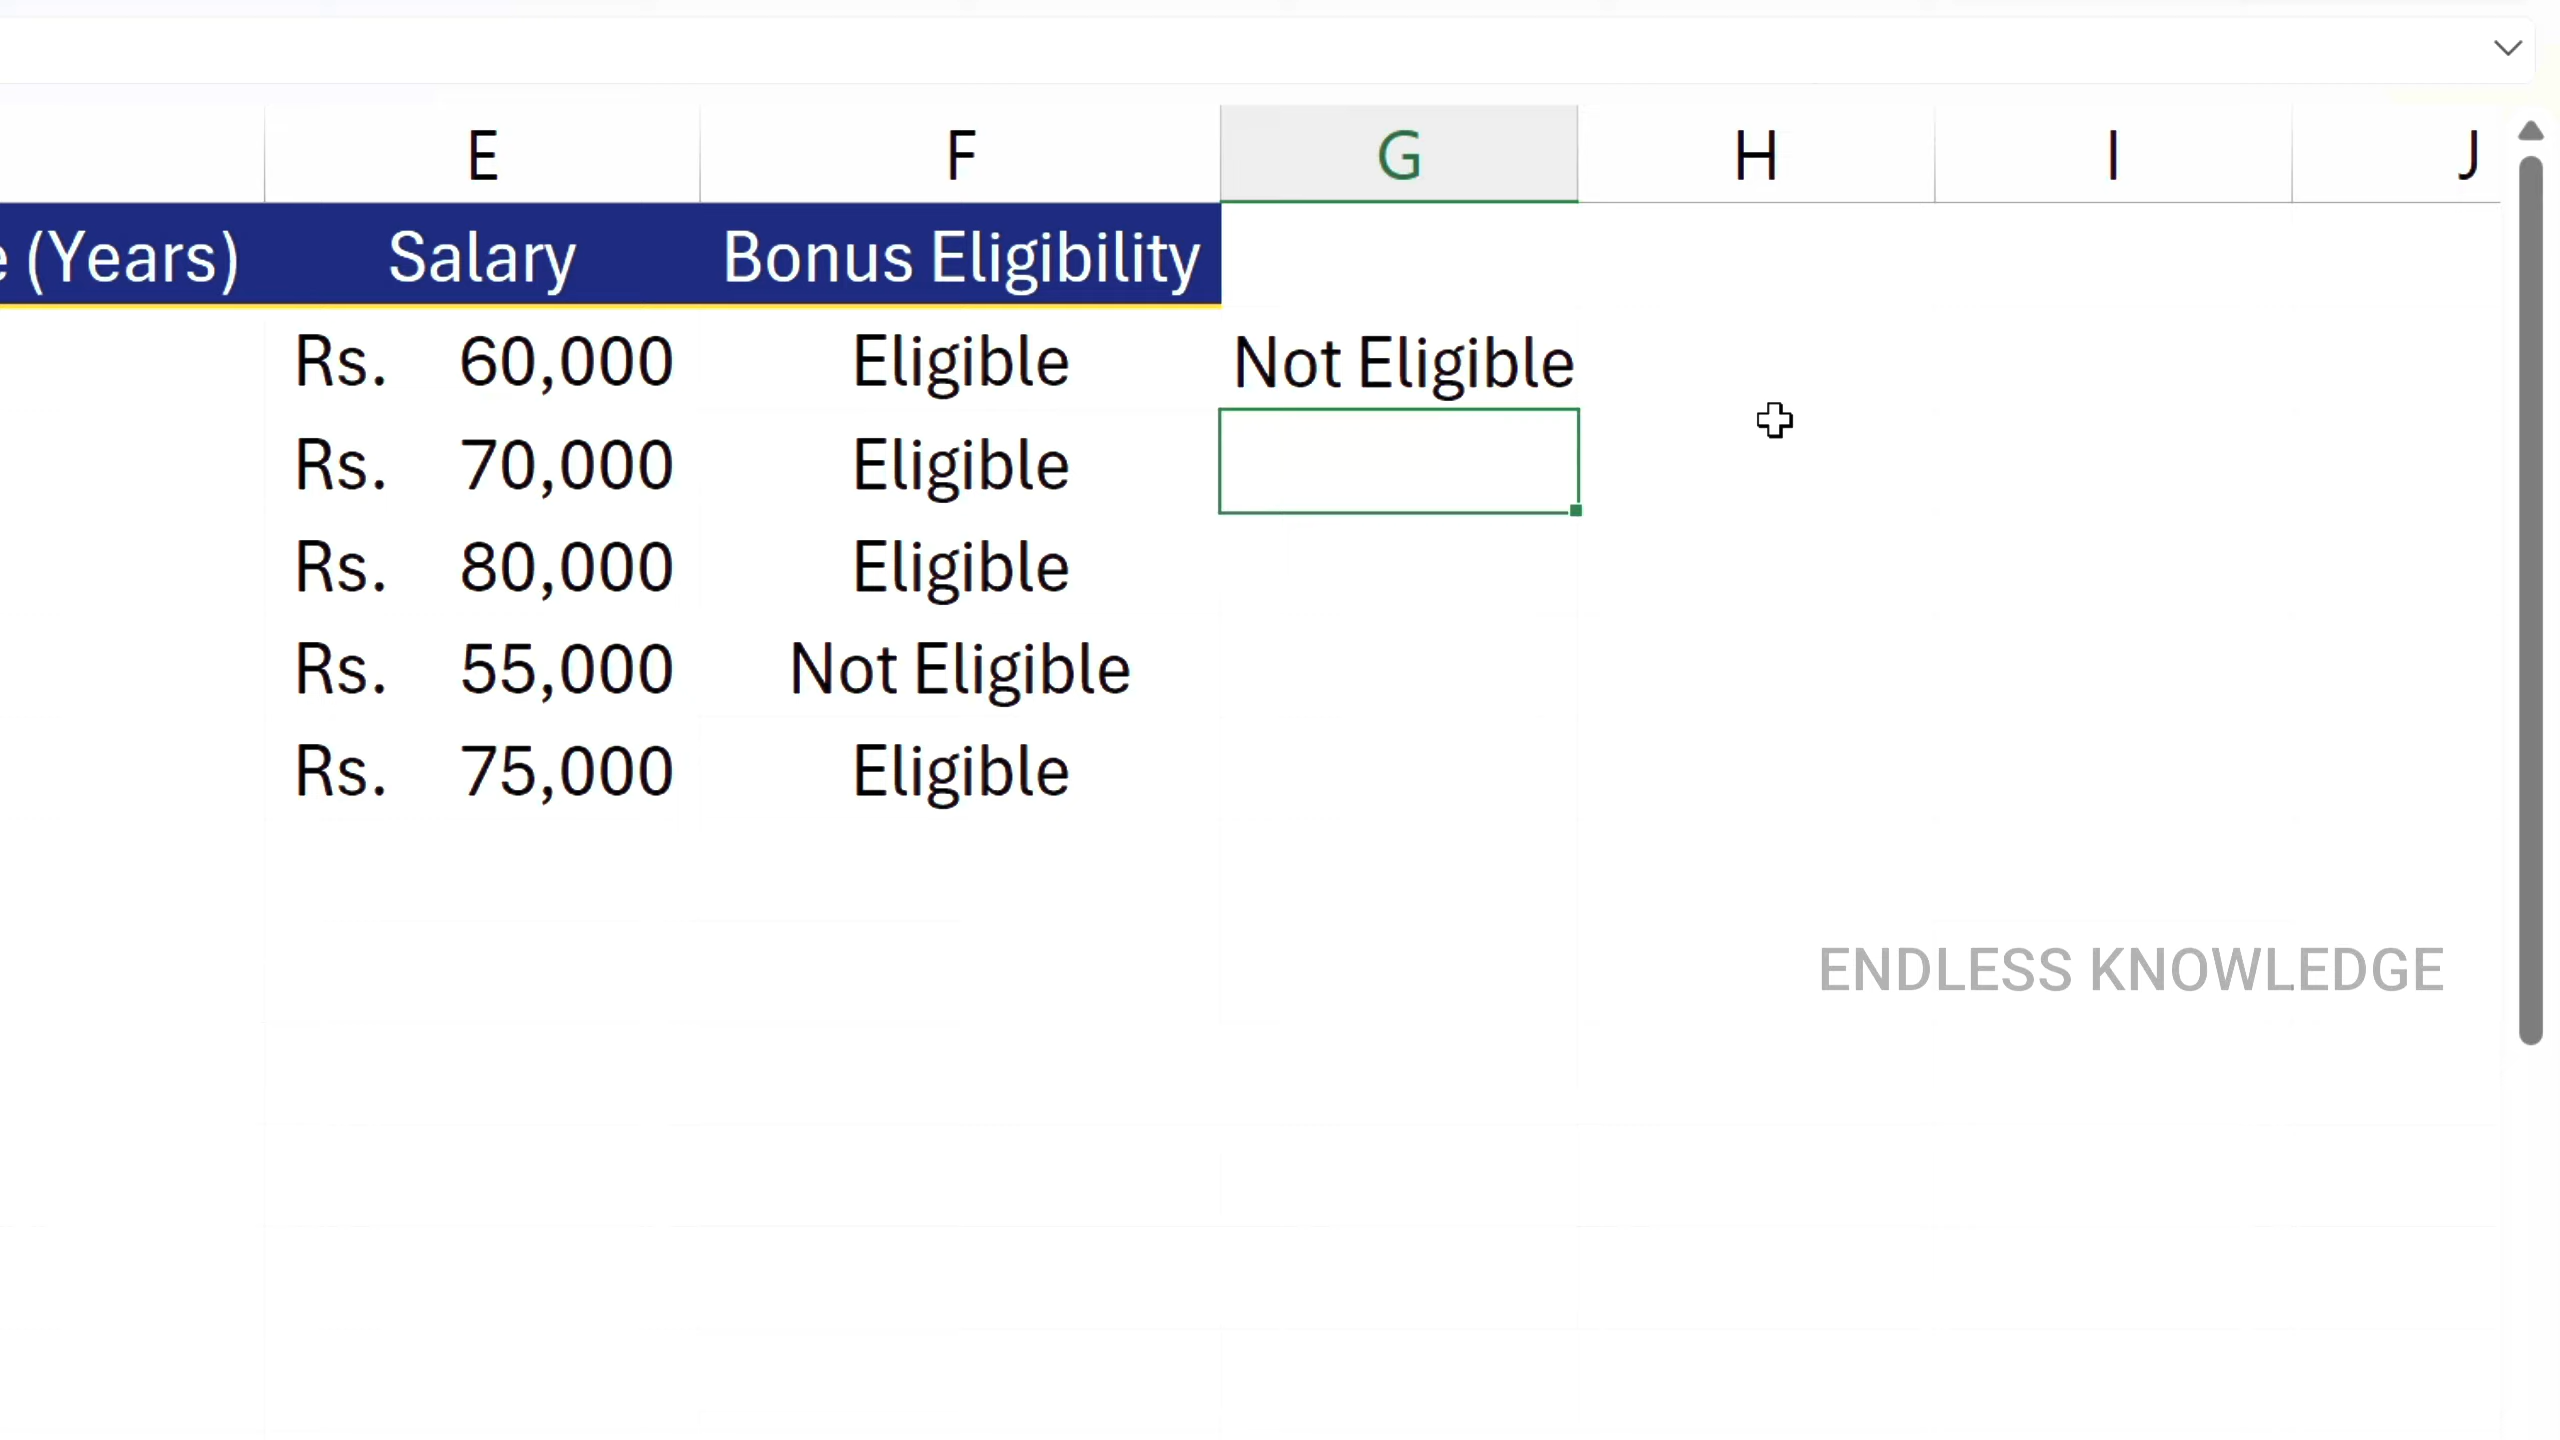 E F G H I J
e (Years) Salary Bonus Eligibility
Rs. 60,000 Eligible Not Eligible
Rs. 70,000 Eligible
Rs. 80,000 Eligible
Rs. 55,000 Not Eligible
Rs. 75,000 Eligible
ENDLESS KNOWLEDGE